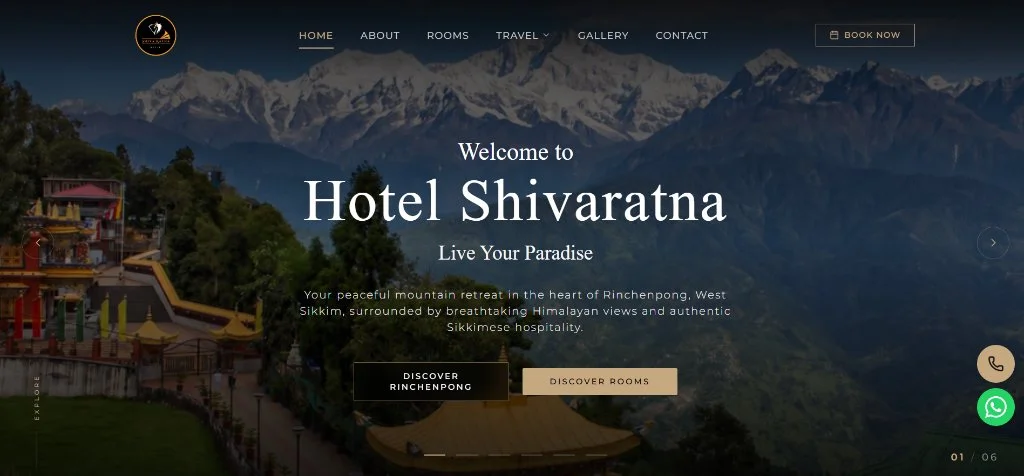 HOME ABOUT ROOMS TRAVEL GALLERY CONTACT BOOK NOW
Welcome to
Hotel Shivaratna
Live Your Paradise
Your peaceful mountain retreat in the heart of Rinchenpong, West
Sikkim, surrounded by breathtaking Himalayan views and authentic
Sikkimese hospitality.
DISCOVER
RINCHENPONG
DISCOVER ROOMS
EXPLORE
01 / 06